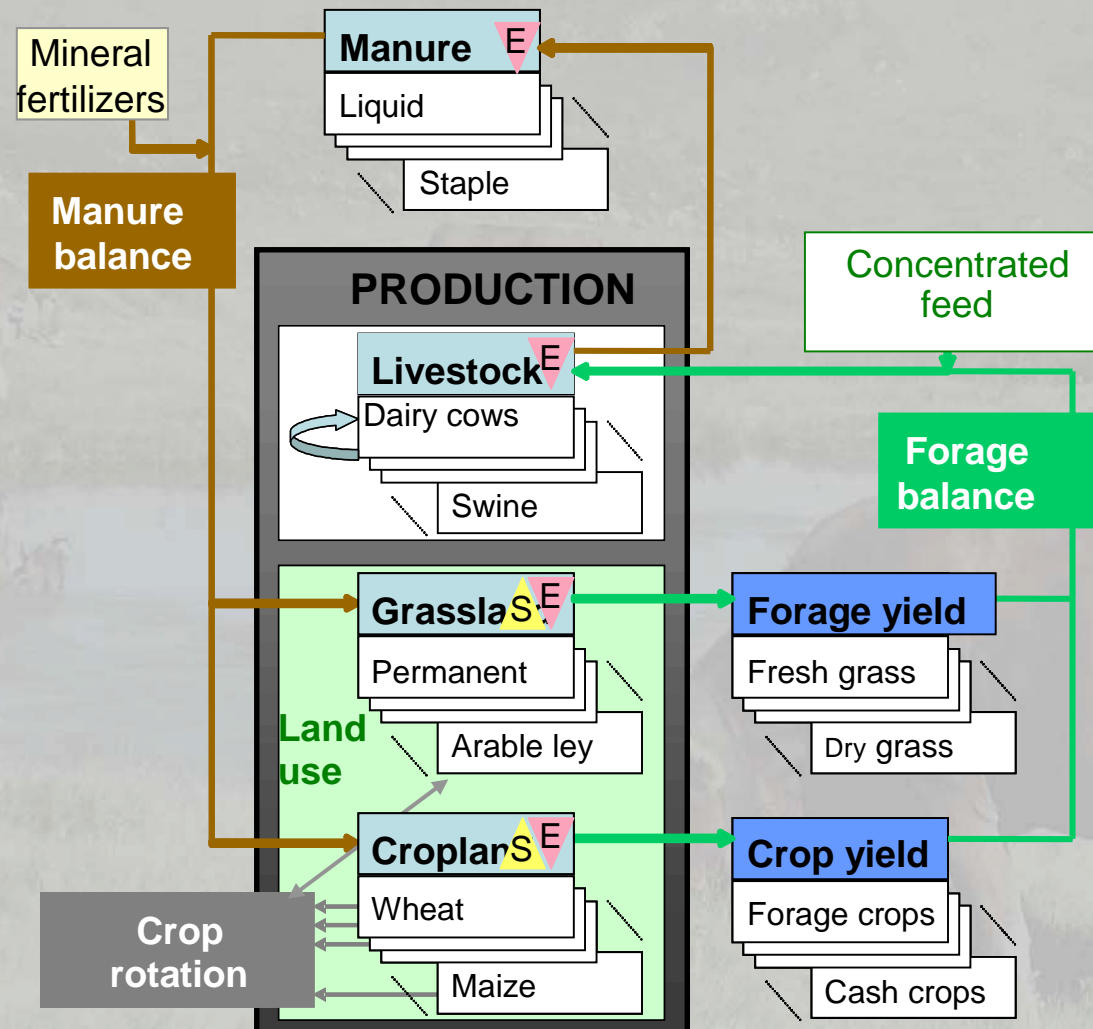 Mineral
fertilizers
Manure E
Liquid
Staple
Manure
balance
PRODUCTION
Concentrated
feed
Livestock E
Dairy cows
Swine
Forage
balance
Land
use
Grassla S E
Permanent
Arable ley
Forage yield
Fresh grass
Dry grass
Croplan S E
Wheat
Maize
Crop yield
Forage crops
Cash crops
Crop
rotation